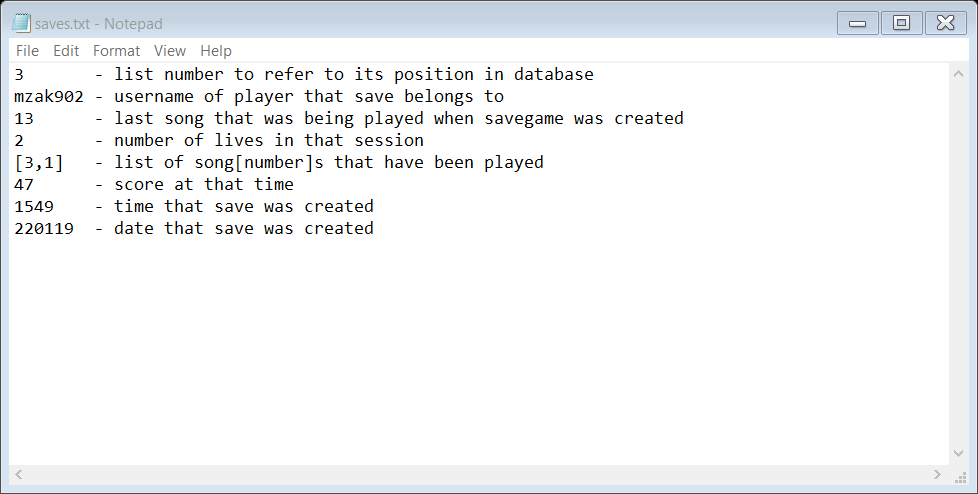 saves.txt - Notepad
File Edit Format View Help
3       - list number to refer to its position in database
mzak902 - username of player that save belongs to
13      - last song that was being played when savegame was created
2       - number of lives in that session
[3,1]   - list of song[number]s that have been played
47      - score at that time
1549    - time that save was created
220119  - date that save was created